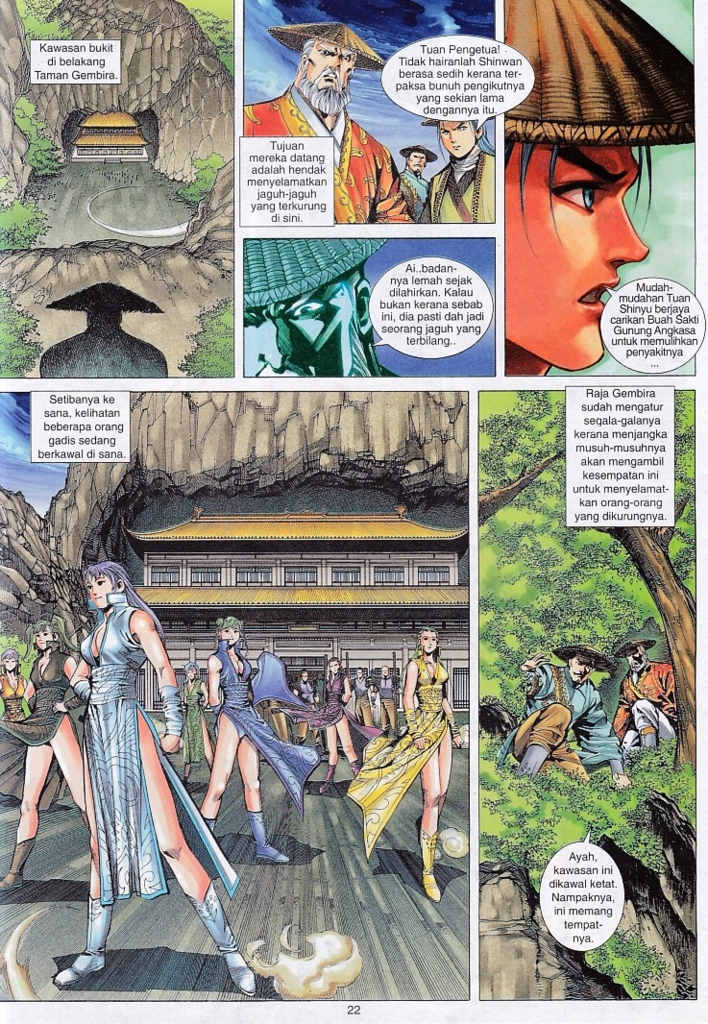 Kawasan bukit
di belakang
Taman Gembira.
Tuan Pengetua!
Tidak hairanlah Shinwan
berasa sedih kerana ter-
paksa bunuh pengikutnya
yang sekian lama
dengannya itu.
Tujuan
mereka datang
adalah hendak
menyelamatkan
jaguh-jaguh
yang terkurung
di sini.
Mudah-
mudahan Tuan
Shinyu berjaya
carikan Buah Sakti
Gunung Angkasa
untuk memulihkan
penyakitnya
...
Ai..badan-
nya lemah sejak
dilahirkan. Kalau
bukan kerana sebab
ini, dia pasti dah jadi
seorang jaguh yang
terbilang..
Setibanya ke
sana, kelihatan
beberapa orang
gadis sedang
berkawal di sana.
Raja Gembira
sudah mengatur
seqala-galanya
kerana menjangka
musuh-musuhnya
akan mengambil
kesempatan ini
untuk menyelamat-
kan orang-orang
yang dikurungnya.
Ayah,
kawasan ini
dikawal ketat.
Nampaknya,
ini memang
tempat-
nya.
22